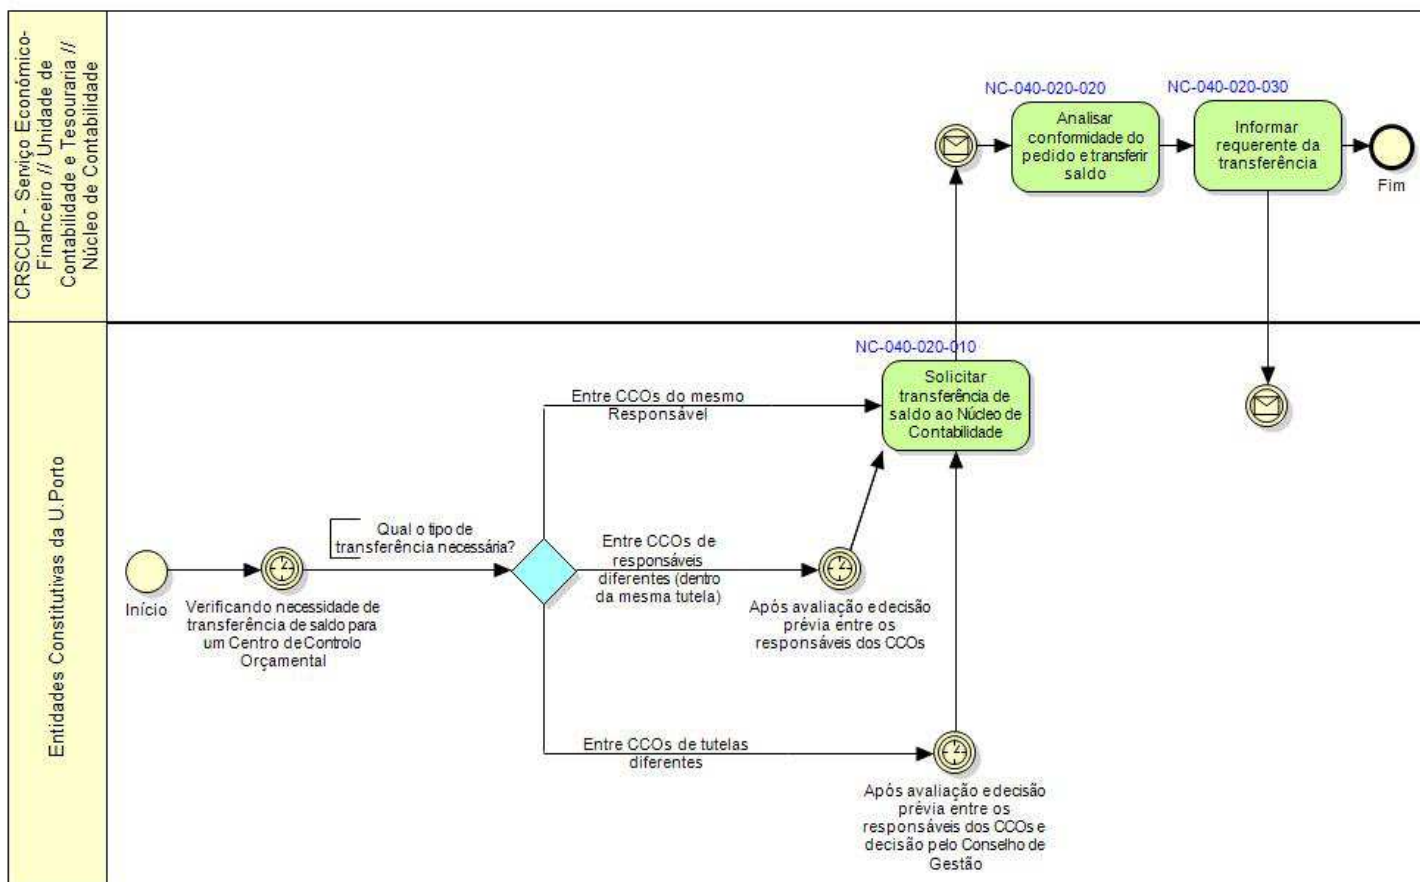 CRSCUP - Serviço Económico-
Financeiro // Unidade de
Contabilidade e Tesouraria //
Núcleo de Contabilidade
NC-040-020-020
Analisar
conformidade do
pedido e transferir
saldo
NC-040-020-030
Informar
requerente da
transferência
Fim
Entidades Constitutivas da U.Porto
NC-040-020-010
Solicitar
transferência de
saldo ao Núcleo de
Contabilidade
Entre CCOs do mesmo
Responsável
Início
Verificando necessidade de
transferência de saldo para
um Centro de Controlo
Orçamental
Qual o tipo de
transferência necessária?
Entre CCOs de
responsáveis
diferentes (dentro
da mesma tutela)
Após avaliação e decisão
prévia entre os
responsáveis dos CCOs
Entre CCOs de tutelas
diferentes
Após avaliação e decisão
prévia entre os
responsáveis dos CCOs e
decisão pelo Conselho de
Gestão